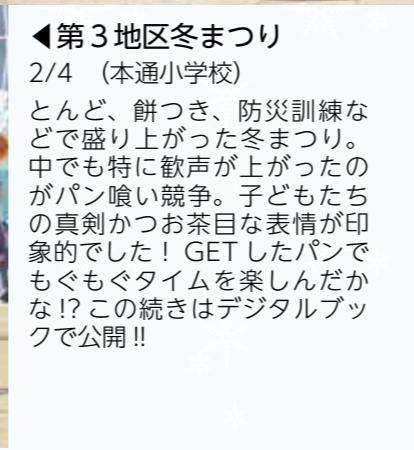 ◀第３地区冬まつり
2/4　（本通小学校）
とんど、餅つき、防災訓練な
どで盛り上がった冬まつり。
中でも特に歓声が上がったの
がパン喰い競争。子どもたち
の真剣かつお茶目な表情が印
象的でした！ GETしたパンで
もぐもぐタイムを楽しんだか
な!? この続きはデジタルブッ
クで公開!!